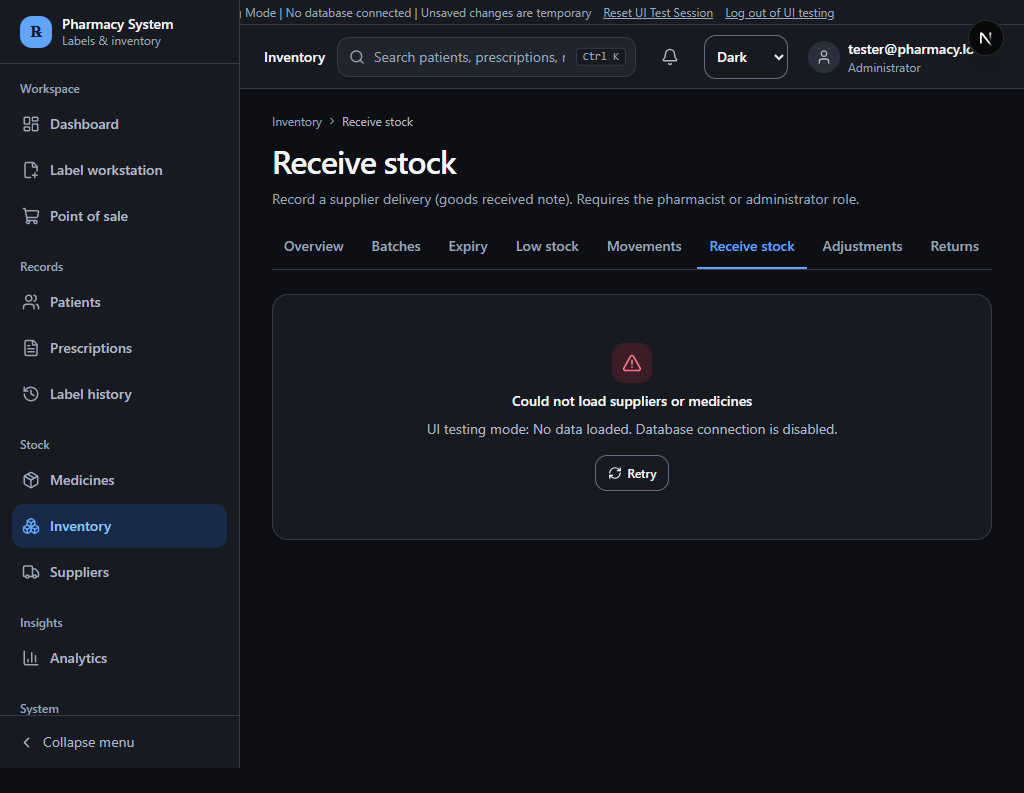 ℞
Pharmacy System
Labels & inventory
Mode | No database connected | Unsaved changes are temporary Reset UI Test Session Log out of UI testing
Inventory
Search patients, prescriptions,
Ctrl K
Dark
tester@pharmacy.lo
Administrator
N
Workspace
Dashboard
Label workstation
Point of sale
Records
Patients
Prescriptions
Label history
Stock
Medicines
Inventory
Suppliers
Insights
Analytics
System
Collapse menu
Inventory > Receive stock
Receive stock
Record a supplier delivery (goods received note). Requires the pharmacist or administrator role.
Overview Batches Expiry Low stock Movements Receive stock Adjustments Returns
Could not load suppliers or medicines
UI testing mode: No data loaded. Database connection is disabled.
Retry